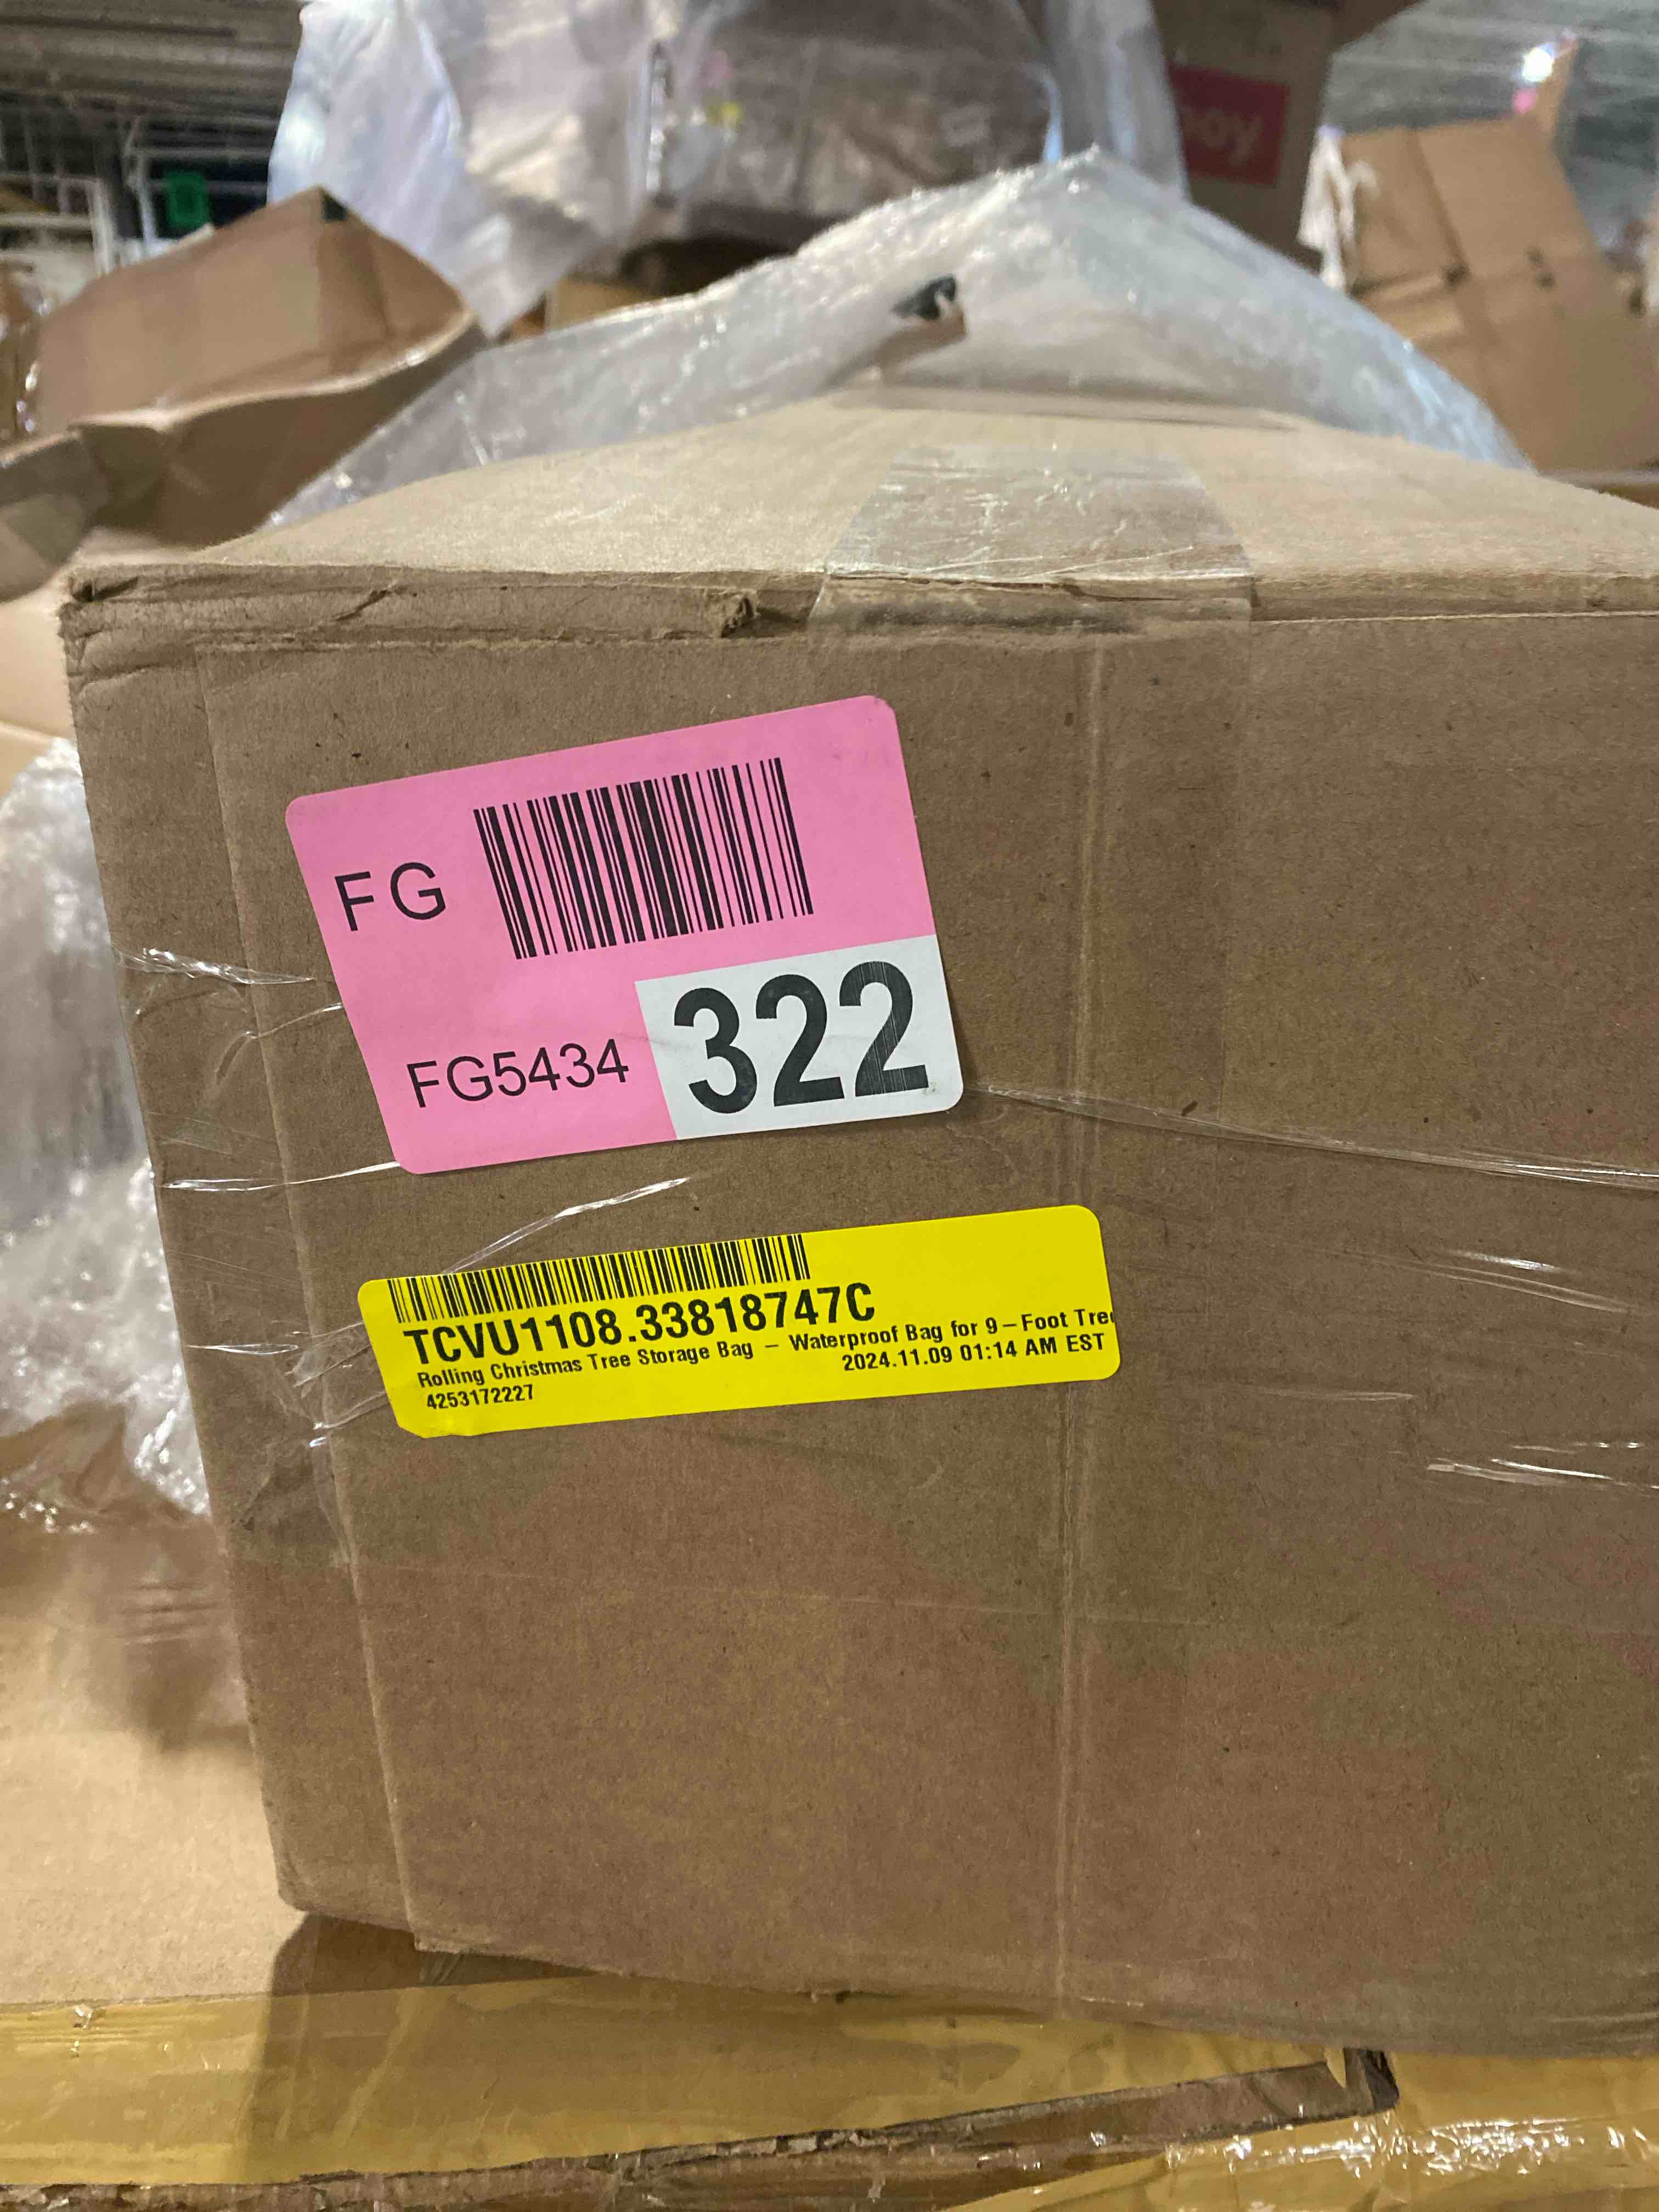 FG
FG5434
322
TCVU1108.33818747C
Rolling Christmas Tree Storage Bag – Waterproof Bag for 9–Foot Tree
2024.11.09 01:14 AM EST
4253172227